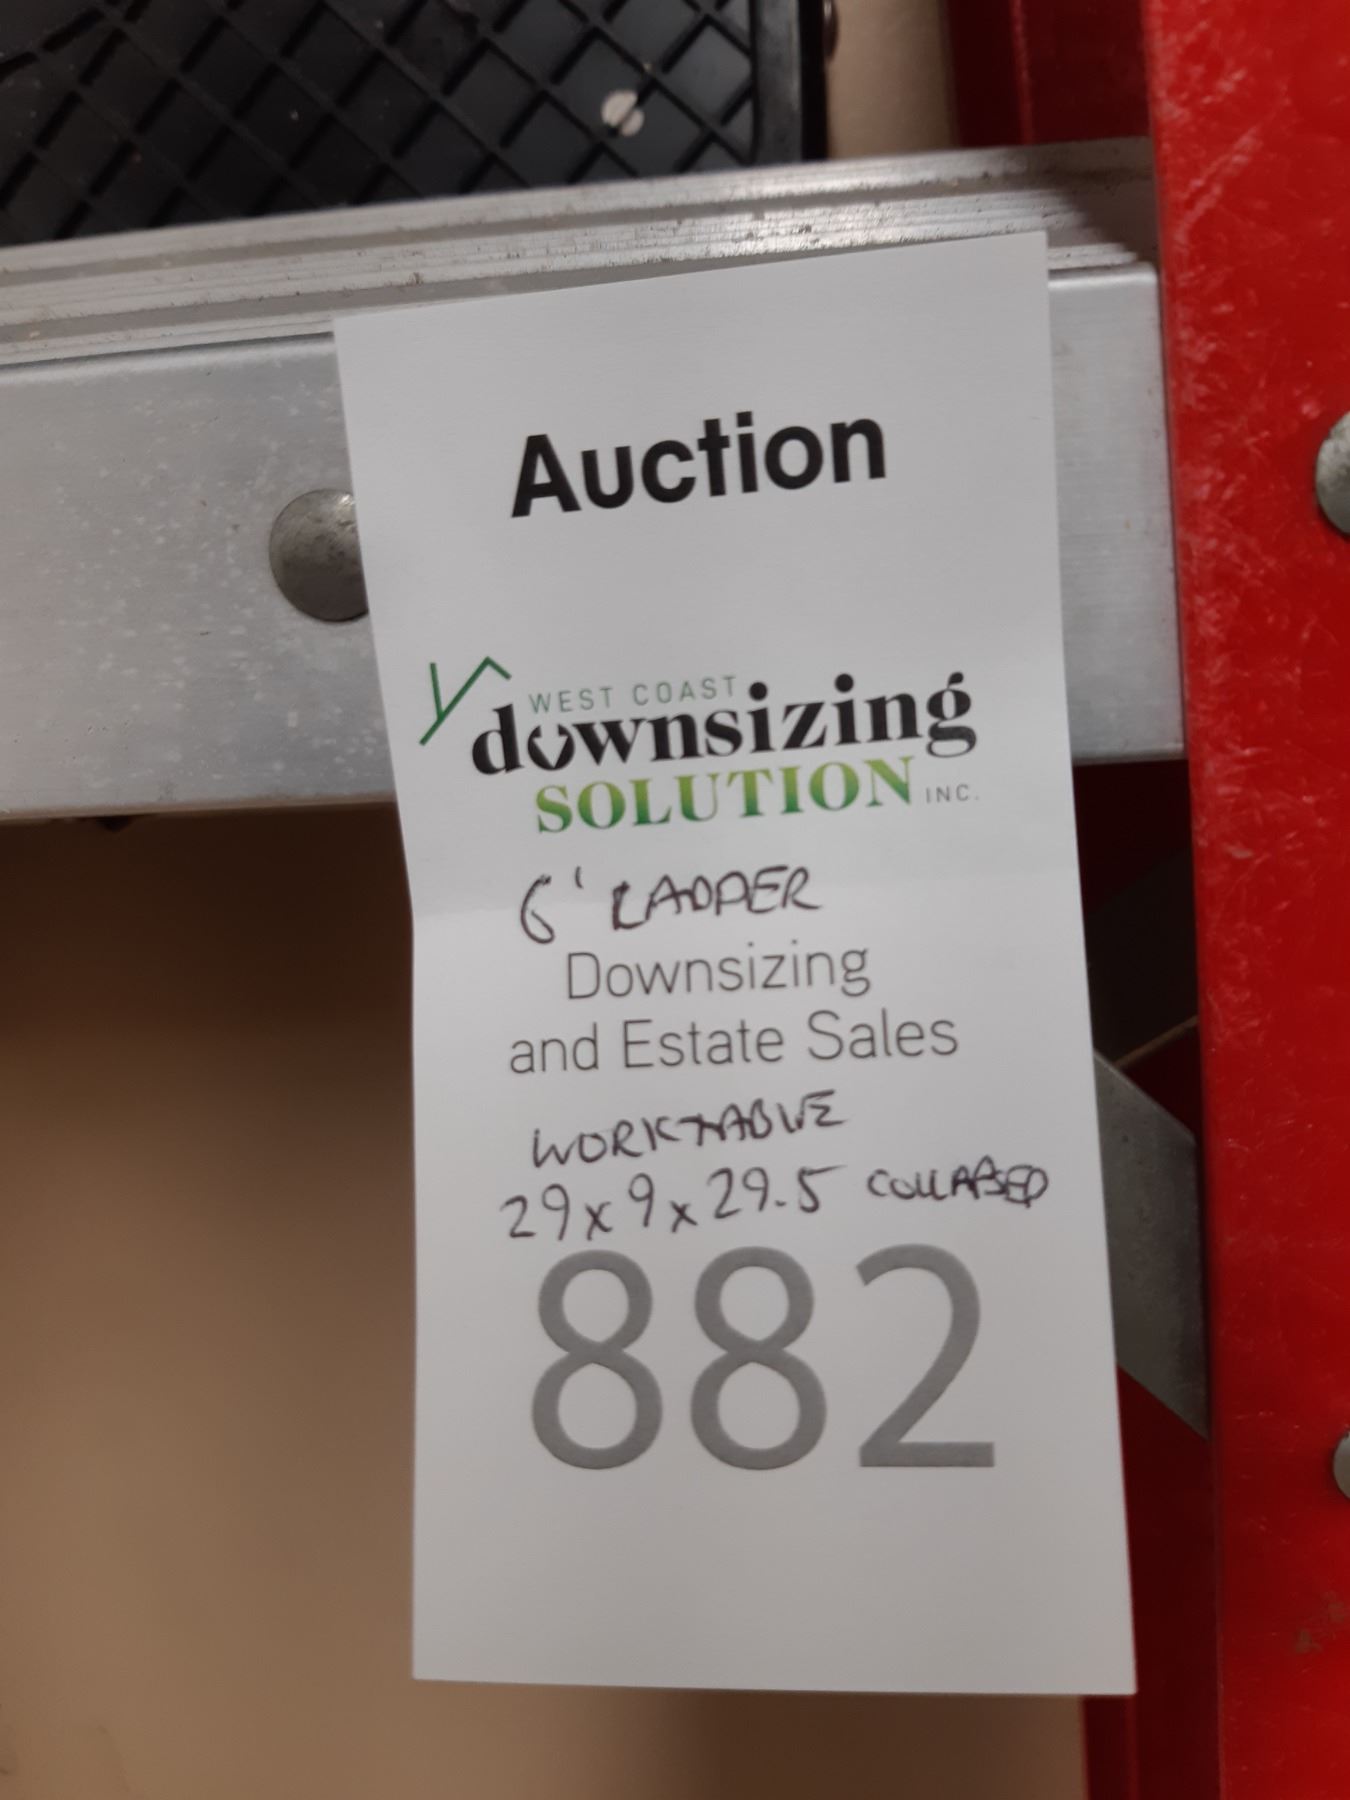 Auction
WEST COAST
downsizing
SOLUTION INC.
6' LADDER
Downsizing
and Estate Sales
WORKTABLE
29x9x29.5 COLLAPSED
882